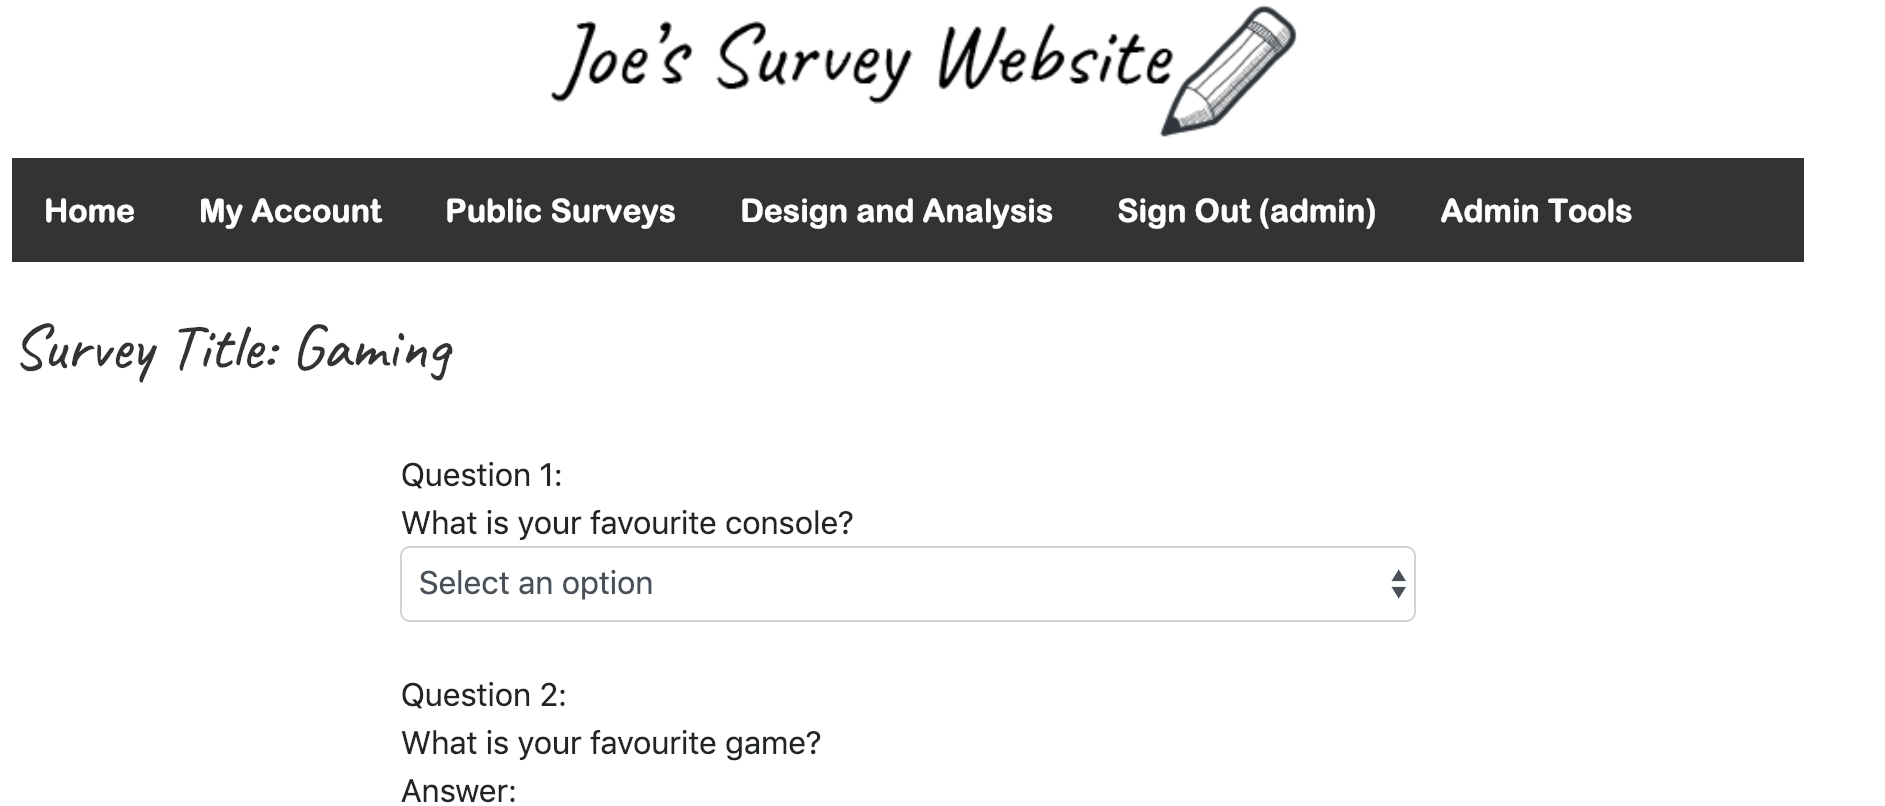 Joe's Survey Website
Home My Account Public Surveys Design and Analysis Sign Out (admin) Admin Tools
Survey Title: Gaming
Question 1:
What is your favourite console?
Select an option
Question 2:
What is your favourite game?
Answer: